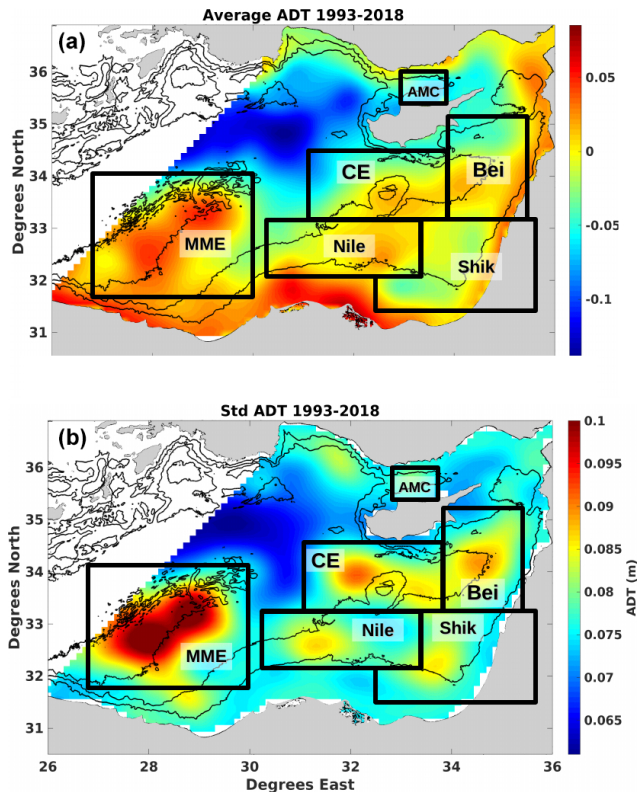 Average ADT 1993-2018
(a)
36
35
34
33
32
31
Degrees North
AMC
CE
Bei
MME
Nile
Shik
0.05
0
-0.05
-0.1
Std ADT 1993-2018
(b)
36
35
34
33
32
31
Degrees North
AMC
CE
Bei
Nile
Shik
MME
0.1
0.095
0.09
0.085
0.08
0.075
0.07
0.065
ADT (m)
26
28
30
32
34
36
Degrees East